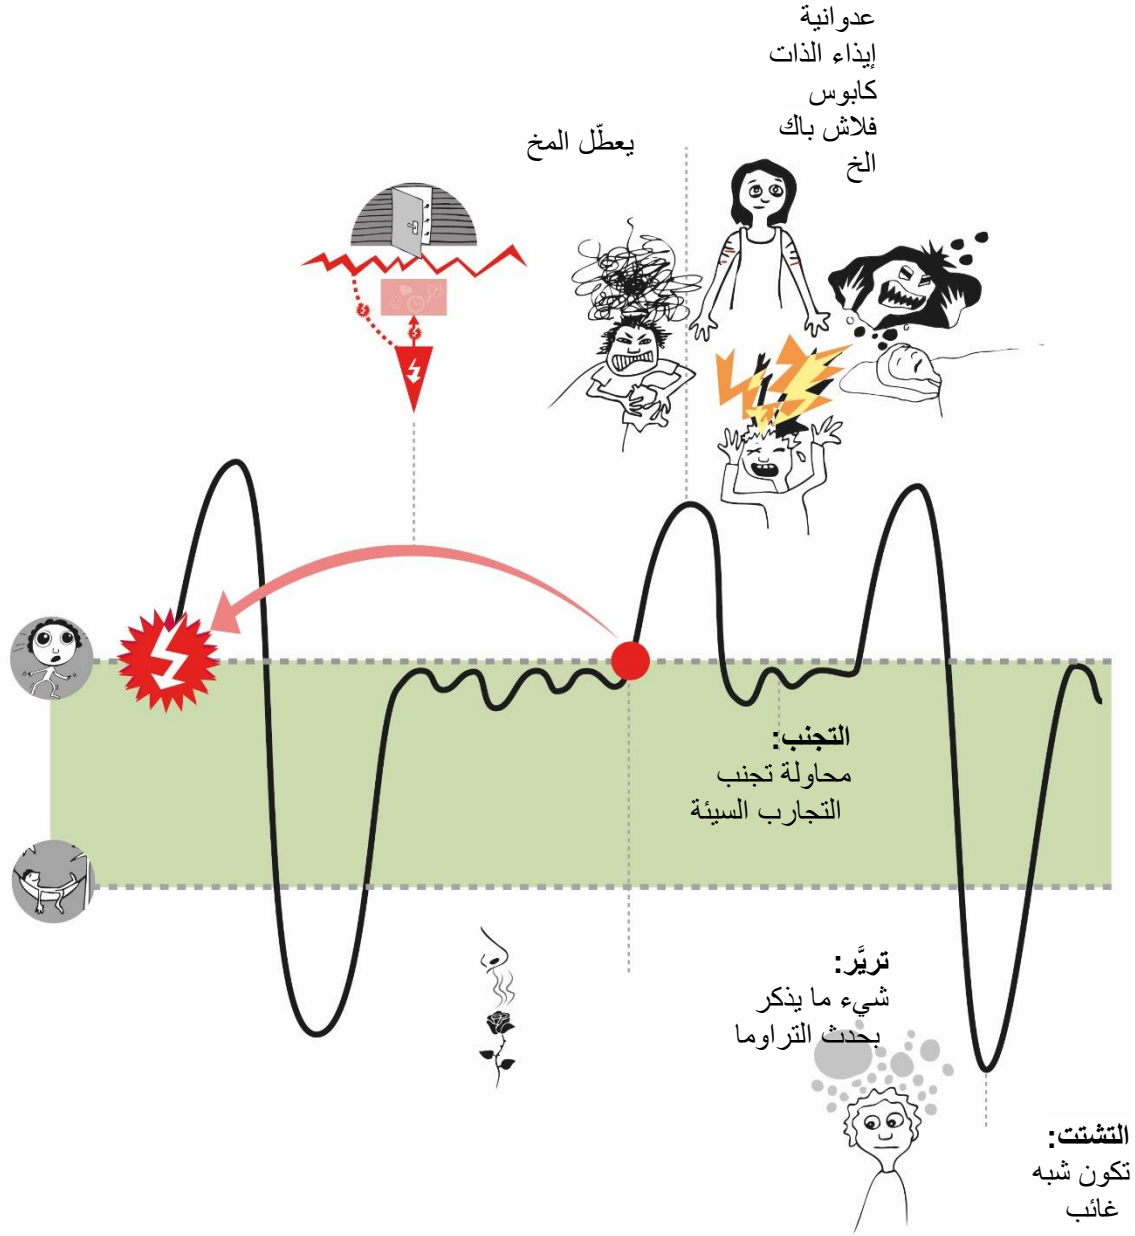 عدوانية
إيذاء الذات
كابوس
فلاش باك
الخ
يعطّل المخ
التجنب:
محاولة تجنب
التجارب السيئة
تريَّر:
شيء ما يذكر
بحدث التراوما
التشتت:
تكون شبه
غائب